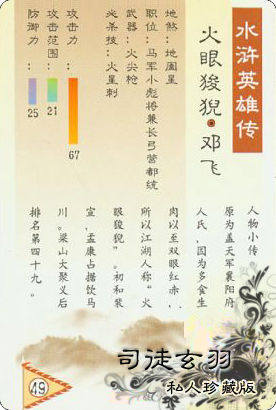 水浒英雄传
火眼狻猊·邓飞
地煞：地阖星
职位：马军小彪将兼长弓营都统
武器：火尖枪
必杀技：火星刺
攻击力：67
攻击范围：21
防御力：25
人物小传：
原为盖天军襄阳府
人氏，因为多食生
肉以至双眼红赤，
所以江湖人称“火
眼狻猊”。初和裴
宣，孟康占据饮马
川。梁山大聚义后
排名第四十九。
49
司徒玄羽
私人珍藏版